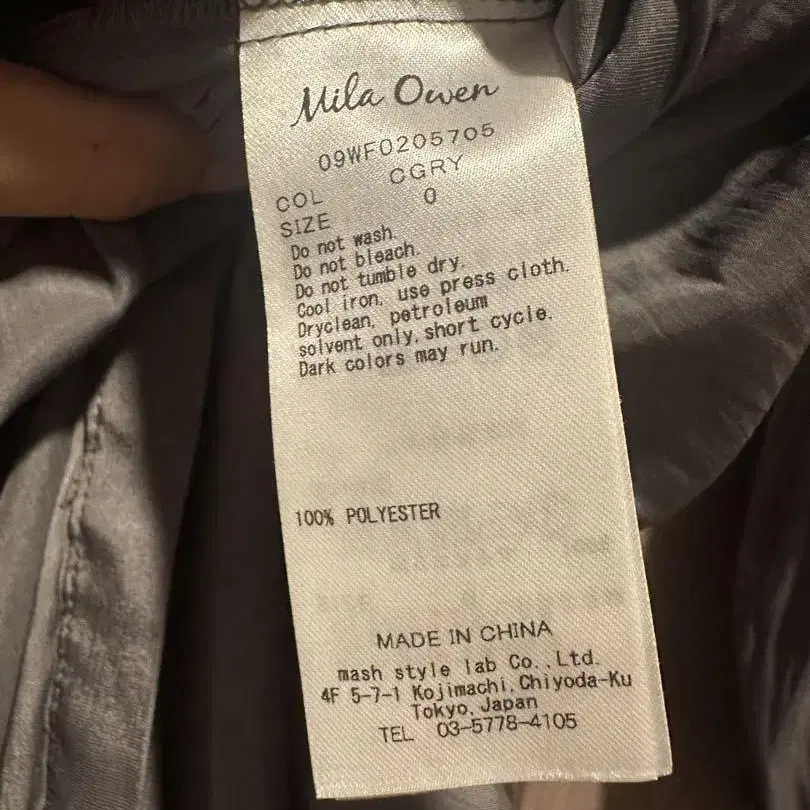 Mila Owen
09WF0205705
COL CGRY
SIZE 0
Do not wash.
Do not bleach.
Do not tumble dry.
Cool iron, use press cloth.
Dryclean, petroleum
solvent only, short cycle.
Dark colors may run.
100% POLYESTER
MADE IN CHINA
mash style lab Co.,Ltd.
4F 5-7-1 Kojimachi,Chiyoda-Ku
Tokyo,Japan
TEL 03-5778-4105